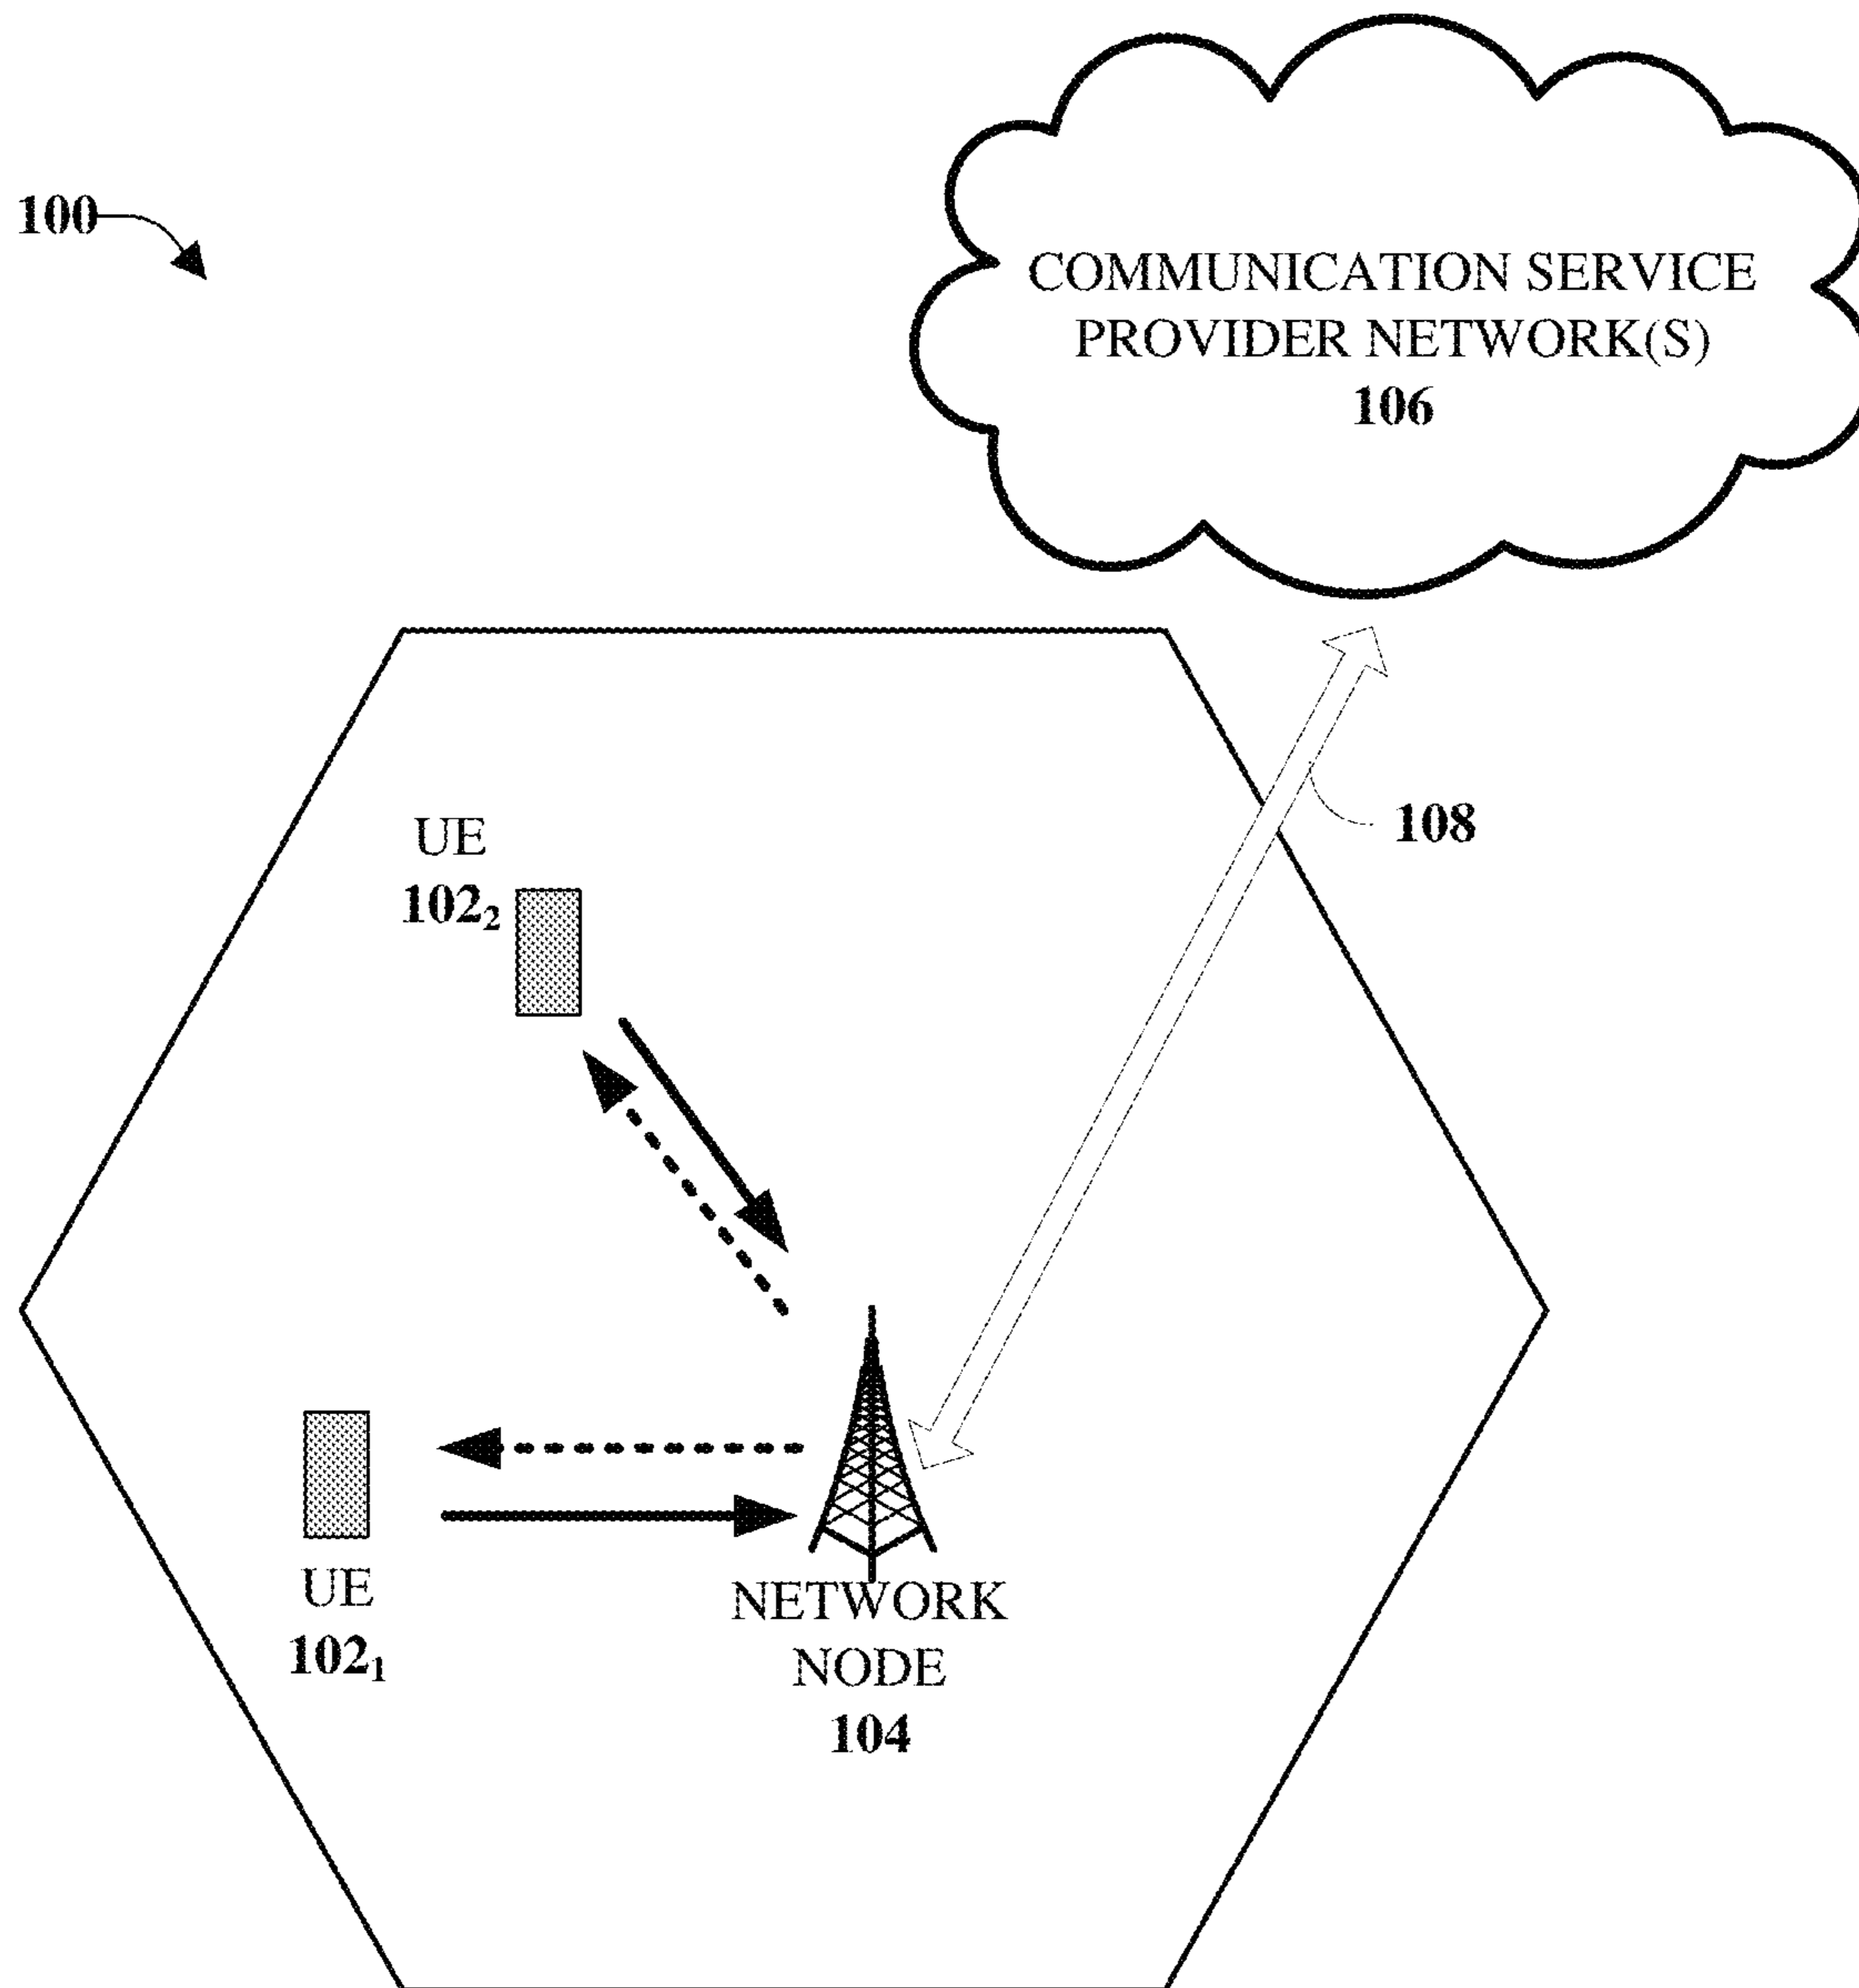 100
COMMUNICATION SERVICE
PROVIDER NETWORK(S)
106
108
UE
102₂
UE
102₁
NETWORK
NODE
104